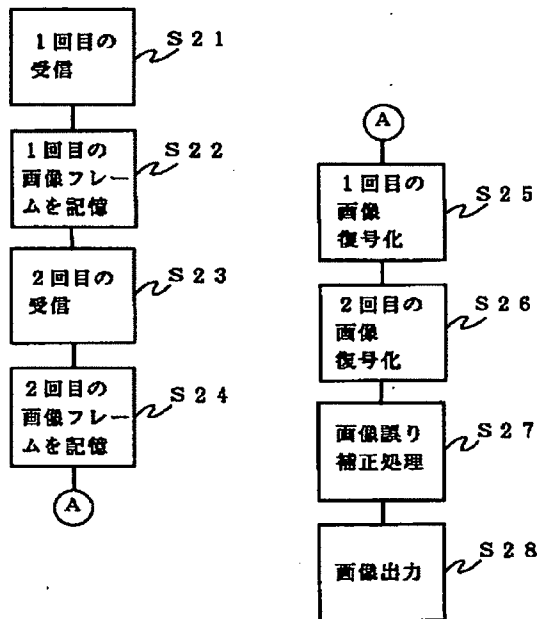 1回目の
受信
S21
1回目の
画像フレー
ムを記憶
S22
2回目の
受信
S23
2回目の
画像フレー
ムを記憶
S24
A
A
1回目の
画像
復号化
S25
2回目の
画像
復号化
S26
画像誤り
補正処理
S27
画像出力
S28